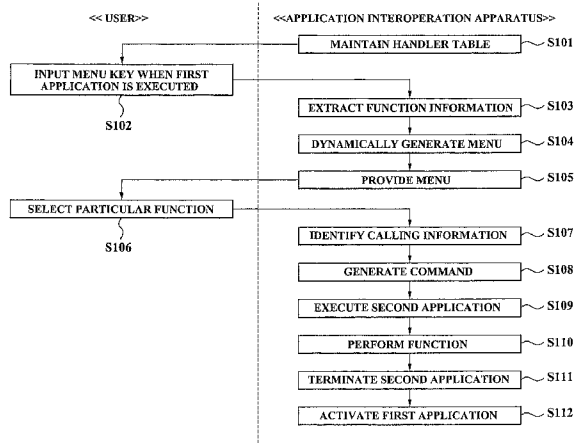 << USER>>
<<APPLICATION INTEROPERATION APPARATUS>>
MAINTAIN HANDLER TABLE
S101
INPUT MENU KEY WHEN FIRST
APPLICATION IS EXECUTED
S102
EXTRACT FUNCTION INFORMATION
S103
DYNAMICALLY GENERATE MENU
S104
PROVIDE MENU
S105
SELECT PARTICULAR FUNCTION
S106
IDENTIFY CALLING INFORMATION
S107
GENERATE COMMAND
S108
EXECUTE SECOND APPLICATION
S109
PERFORM FUNCTION
S110
TERMINATE SECOND APPLICATION
S111
ACTIVATE FIRST APPLICATION
S112